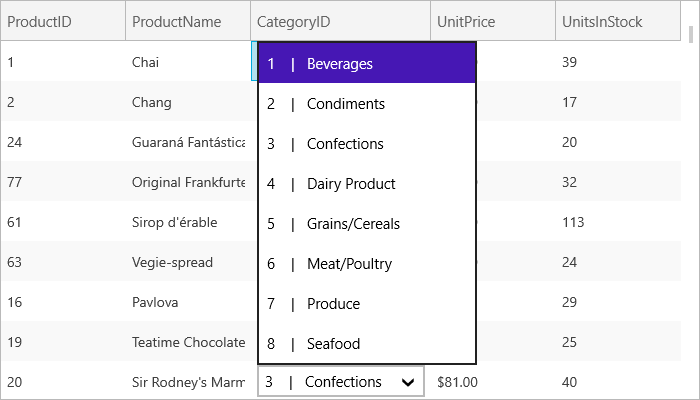 ProductID ProductName CategoryID UnitPrice UnitsInStock
1 Chai 1 | Beverages 39
2 Chang 2 | Condiments 17
24 Guaraná Fantástica 3 | Confections 20
77 Original Frankfurte 4 | Dairy Product 32
61 Sirop d'érable 5 | Grains/Cereals 113
63 Vegie-spread 6 | Meat/Poultry 24
16 Pavlova 7 | Produce 29
19 Teatime Chocolate 8 | Seafood 25
20 Sir Rodney's Marm 3 | Confections $81.00 40